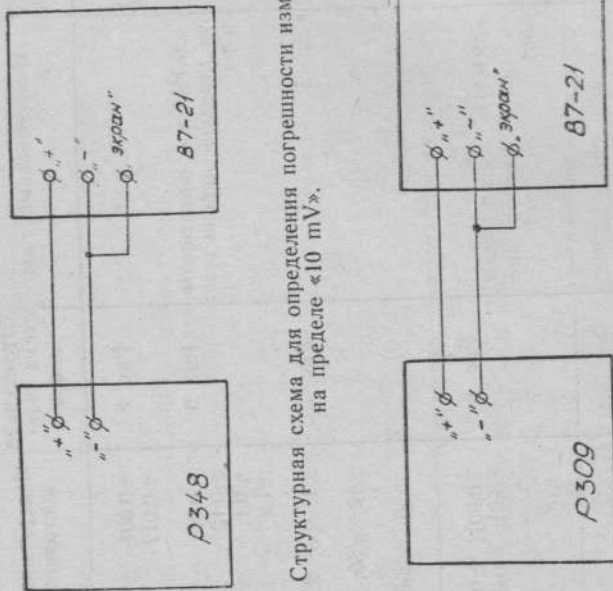 „+" „+"
„-" „-"
„экран"
Р348 В7-21
Структурная схема для определения погрешности изм
на пределе «10 mV».
„+" „+"
„-" „-"
„экран"
Р309 В7-21